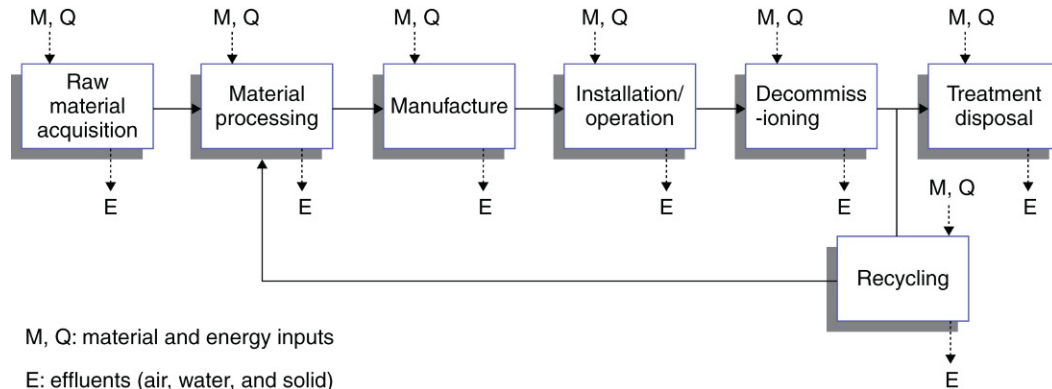 M, Q
M, Q
M, Q
M, Q
M, Q
M, Q
Raw
material
acquisition
Material
processing
Manufacture
Installation/
operation
Decommiss
-ioning
Treatment
disposal
E
E
E
E
E
E
M, Q
Recycling
E
M, Q: material and energy inputs
E: effluents (air, water, and solid)